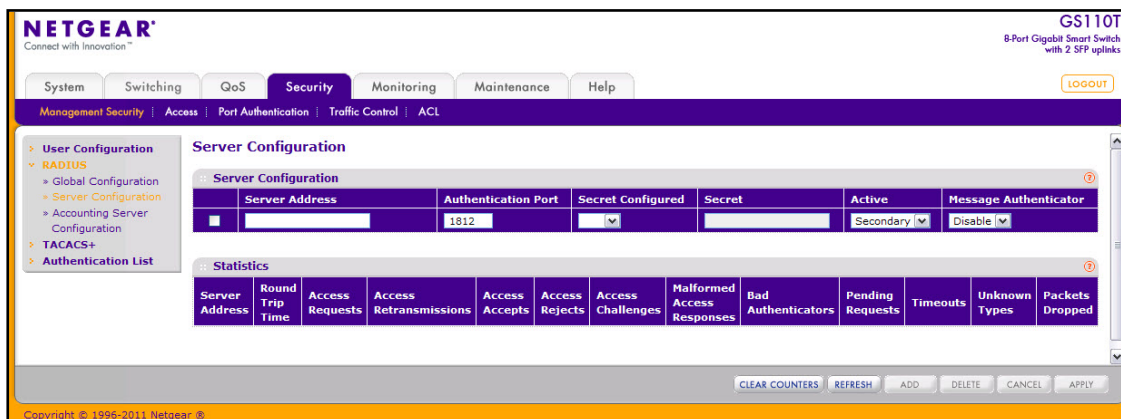 NETGEAR®
Connect with Innovation™
GS110T
8-Port Gigabit Smart Switch
with 2 SFP uplinks
System Switching QoS Security Monitoring Maintenance Help
LOGOUT
Management Security Access Port Authentication Traffic Control ACL
User Configuration
RADIUS
» Global Configuration
» Server Configuration
» Accounting Server
Configuration
TACACS+
Authentication List
Server Configuration
Server Configuration
Server Address Authentication Port Secret Configured Secret Active Message Authenticator
1812 Secondary Disable
Statistics
Server Address Round Trip Time Access Requests Access Retransmissions Access Accepts Access Rejects Access Challenges Malformed Access Responses Bad Authenticators Pending Requests Timeouts Unknown Types Packets Dropped
CLEAR COUNTERS REFRESH ADD DELETE CANCEL APPLY
Copyright © 1996-2011 Netgear ®